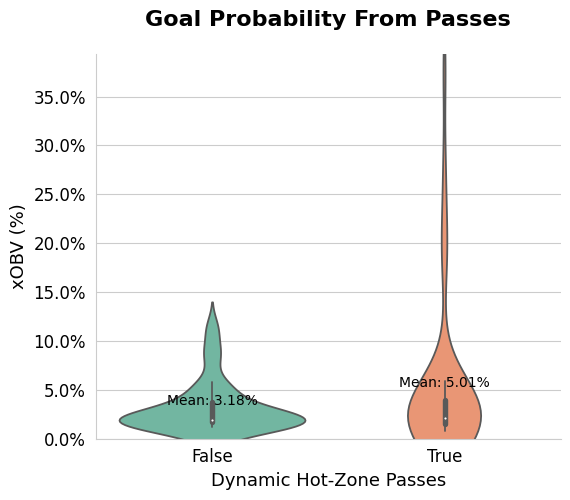 Goal Probability From Passes
35.0%
30.0%
25.0%
20.0%
15.0%
10.0%
5.0%
0.0%
xOBV (%)
Mean: 3.18%
Mean: 5.01%
False
True
Dynamic Hot-Zone Passes